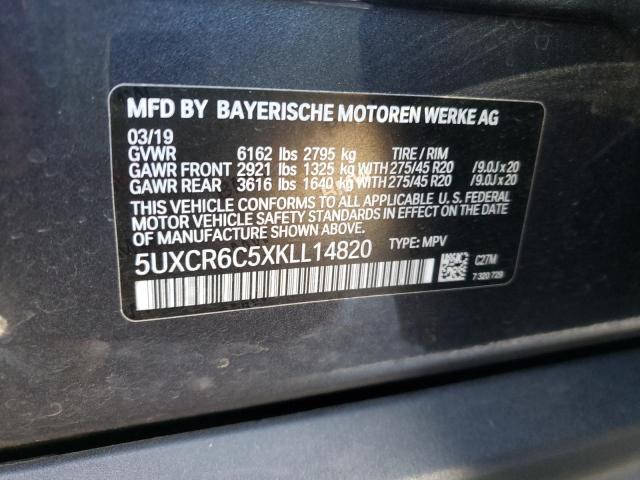 MFD BY BAYERISCHE MOTOREN WERKE AG
03/19
GVWR 6162 lbs 2795 kg TIRE / RIM
GAWR FRONT 2921 lbs 1325 kg WITH 275/45 R20 /9.0J x 20
GAWR REAR 3616 lbs 1640 kg WITH 275/45 R20 /9.0J x 20
THIS VEHICLE CONFORMS TO ALL APPLICABLE U. S. FEDERAL
MOTOR VEHICLE SAFETY STANDARDS IN EFFECT ON THE DATE
OF MANUFACTURE SHOWN ABOVE.
5UXCR6C5XKLL14820 TYPE: MPV
C27M
7 320 729